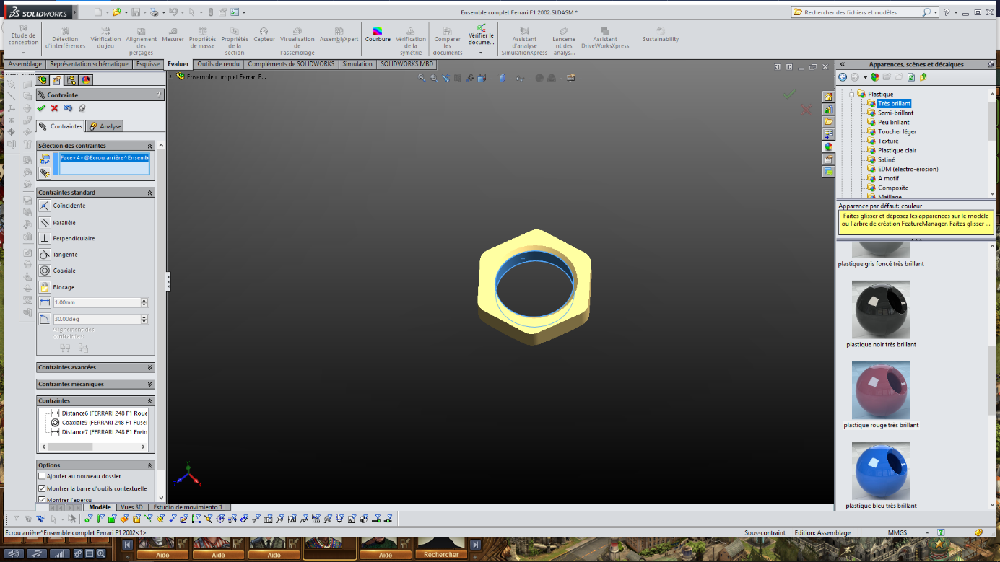 SOLIDWORKS
Ensemble complet Ferrari F1 2002.SLDASM *
Rechercher des fichiers et modèles
Etude de
conception
Détection
d'interférences
Vérification
du jeu
Alignement
des
perçages
Mesurer
Propriétés
de masse
Propriétés
de la
section
Capteur
Visualisation
de
l'assemblage
AssemblyXpert
Courbure
Vérification
de la
symétrie
Comparer
les
documents
Vérifier le
docume...
Assistant
d'analyse
SimulationXpress
Lanceme
nt des
analys...
Assistant
DriveWorksXpress
Sustainability
Assemblage
Représentation schématique
Esquisse
Evaluer
Outils de rendu
Compléments de SOLIDWORKS
Simulation
SOLIDWORKS MBD
Ensemble complet Ferrari F...
Contrainte
?
Contraintes
Analyse
Sélection des contraintes
Face<4> @Ecrou arrière^Ensemb
Contraintes standard
Coïncidente
Parallèle
Perpendiculaire
Tangente
Coaxiale
Blocage
1.00mm
30.00deg
Alignement des
contraintes:
Contraintes avancées
Contraintes mécaniques
Contraintes
Distance6 (FERRARI 248 F1 Roue
Coaxiale9 (FERRARI 248 F1 Fusel
Distance7 (FERRARI 248 F1 Frein
Options
Ajouter au nouveau dossier
Montrer la barre d'outils contextuelle
Montrer l'aperçu
Modèle
Vues 3D
Estudio de movimiento 1
Apparences, scènes et décalques
Plastique
Très brillant
Semi-brillant
Peu brillant
Toucher léger
Texturé
Plastique clair
Satiné
EDM (électro-érosion)
A motif
Composite
Maillage
Apparence par défaut: couleur
Faites glisser et déposez les apparences sur le modèle
ou l'arbre de création FeatureManager. Faites glisser ...
plastique gris foncé très brillant
plastique noir très brillant
plastique rouge très brillant
plastique bleu très brillant
Ecrou arrière^Ensemble complet Ferrari F1 2002<1>
Sous-contraint
Edition: Assemblage
MMGS
Aide
Aide
Aide
Aide
Rechercher